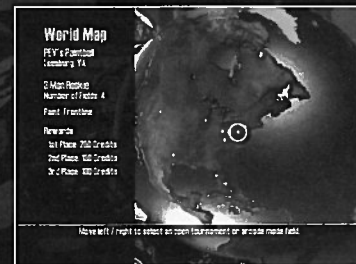 World Map
PEV's Paintball
Leesburg, VA
2-Man Rookie
Number of Fields: 4
Paint: Frontline
Rewards
1st Place: 250 Credits
2nd Place: 150 Credits
3rd Place: 100 Credits
Move left / right to select an open tournament or arcade mode field.